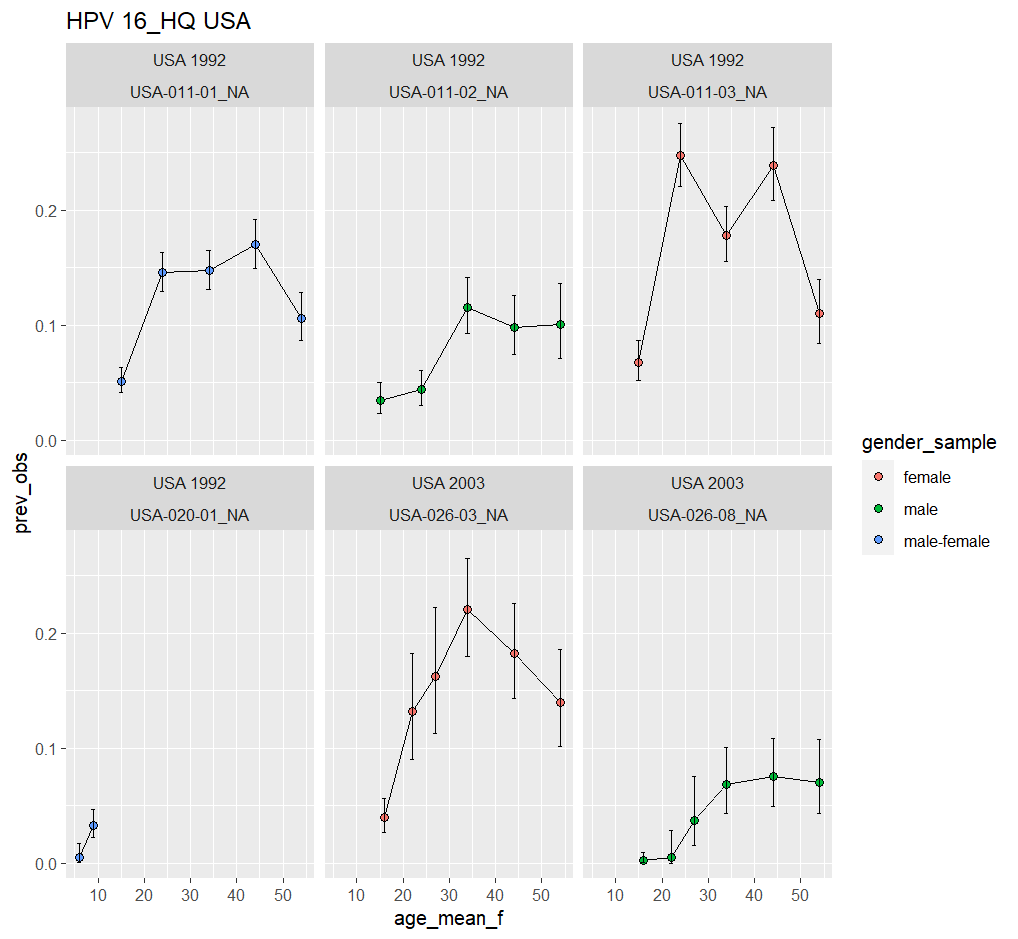 HPV 16_HQ USA
USA 1992
USA-011-01_NA
USA 1992
USA-011-02_NA
USA 1992
USA-011-03_NA
0.2
0.1
0.0
USA 1992
USA-020-01_NA
USA 2003
USA-026-03_NA
USA 2003
USA-026-08_NA
0.2
0.1
0.0
10 20 30 40 50
10 20 30 40 50
10 20 30 40 50
age_mean_f
prev_obs
gender_sample
female
male
male-female